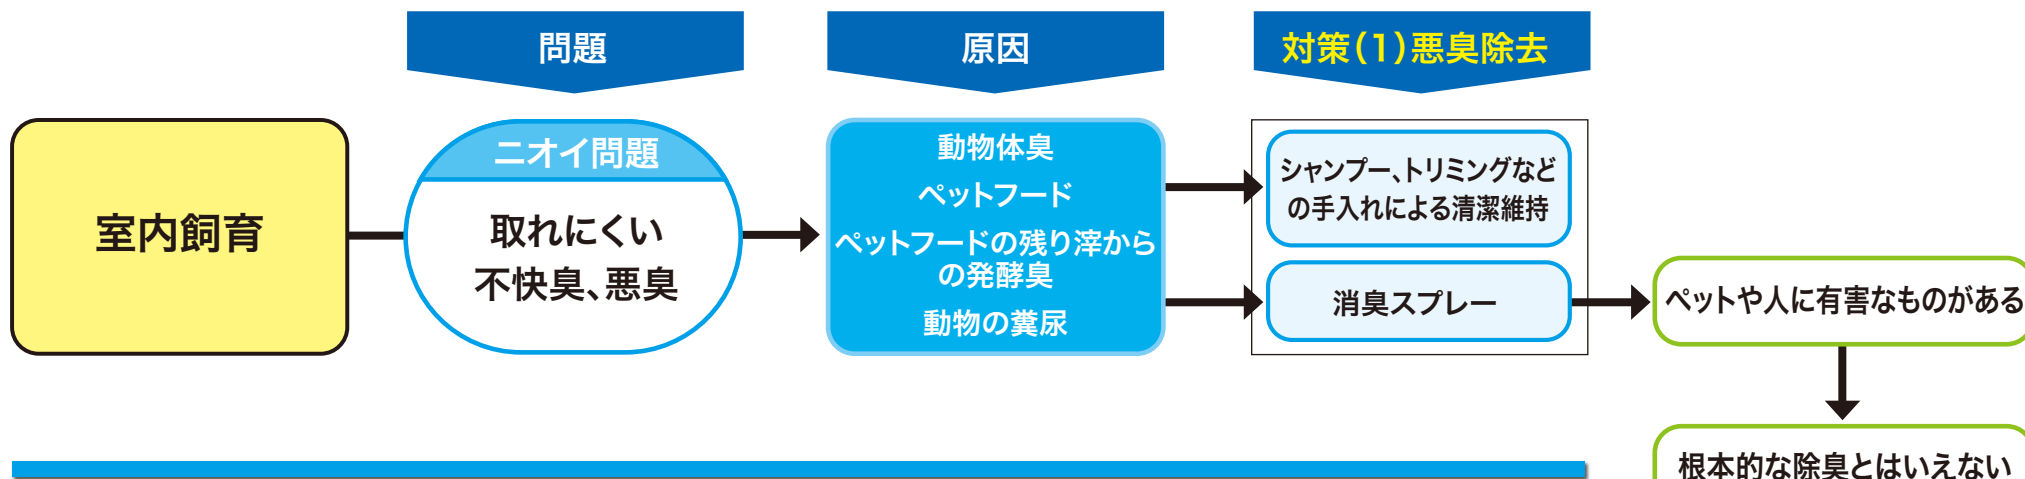 問題
原因
対策(1)悪臭除去
室内飼育
ニオイ問題
取れにくい
不快臭、悪臭
動物体臭
ペットフード
ペットフードの残り滓から
の発酵臭
動物の糞尿
シャンプー、トリミングなど
の手入れによる清潔維持
消臭スプレー
ペットや人に有害なものがある
根本的な除臭とはいえない